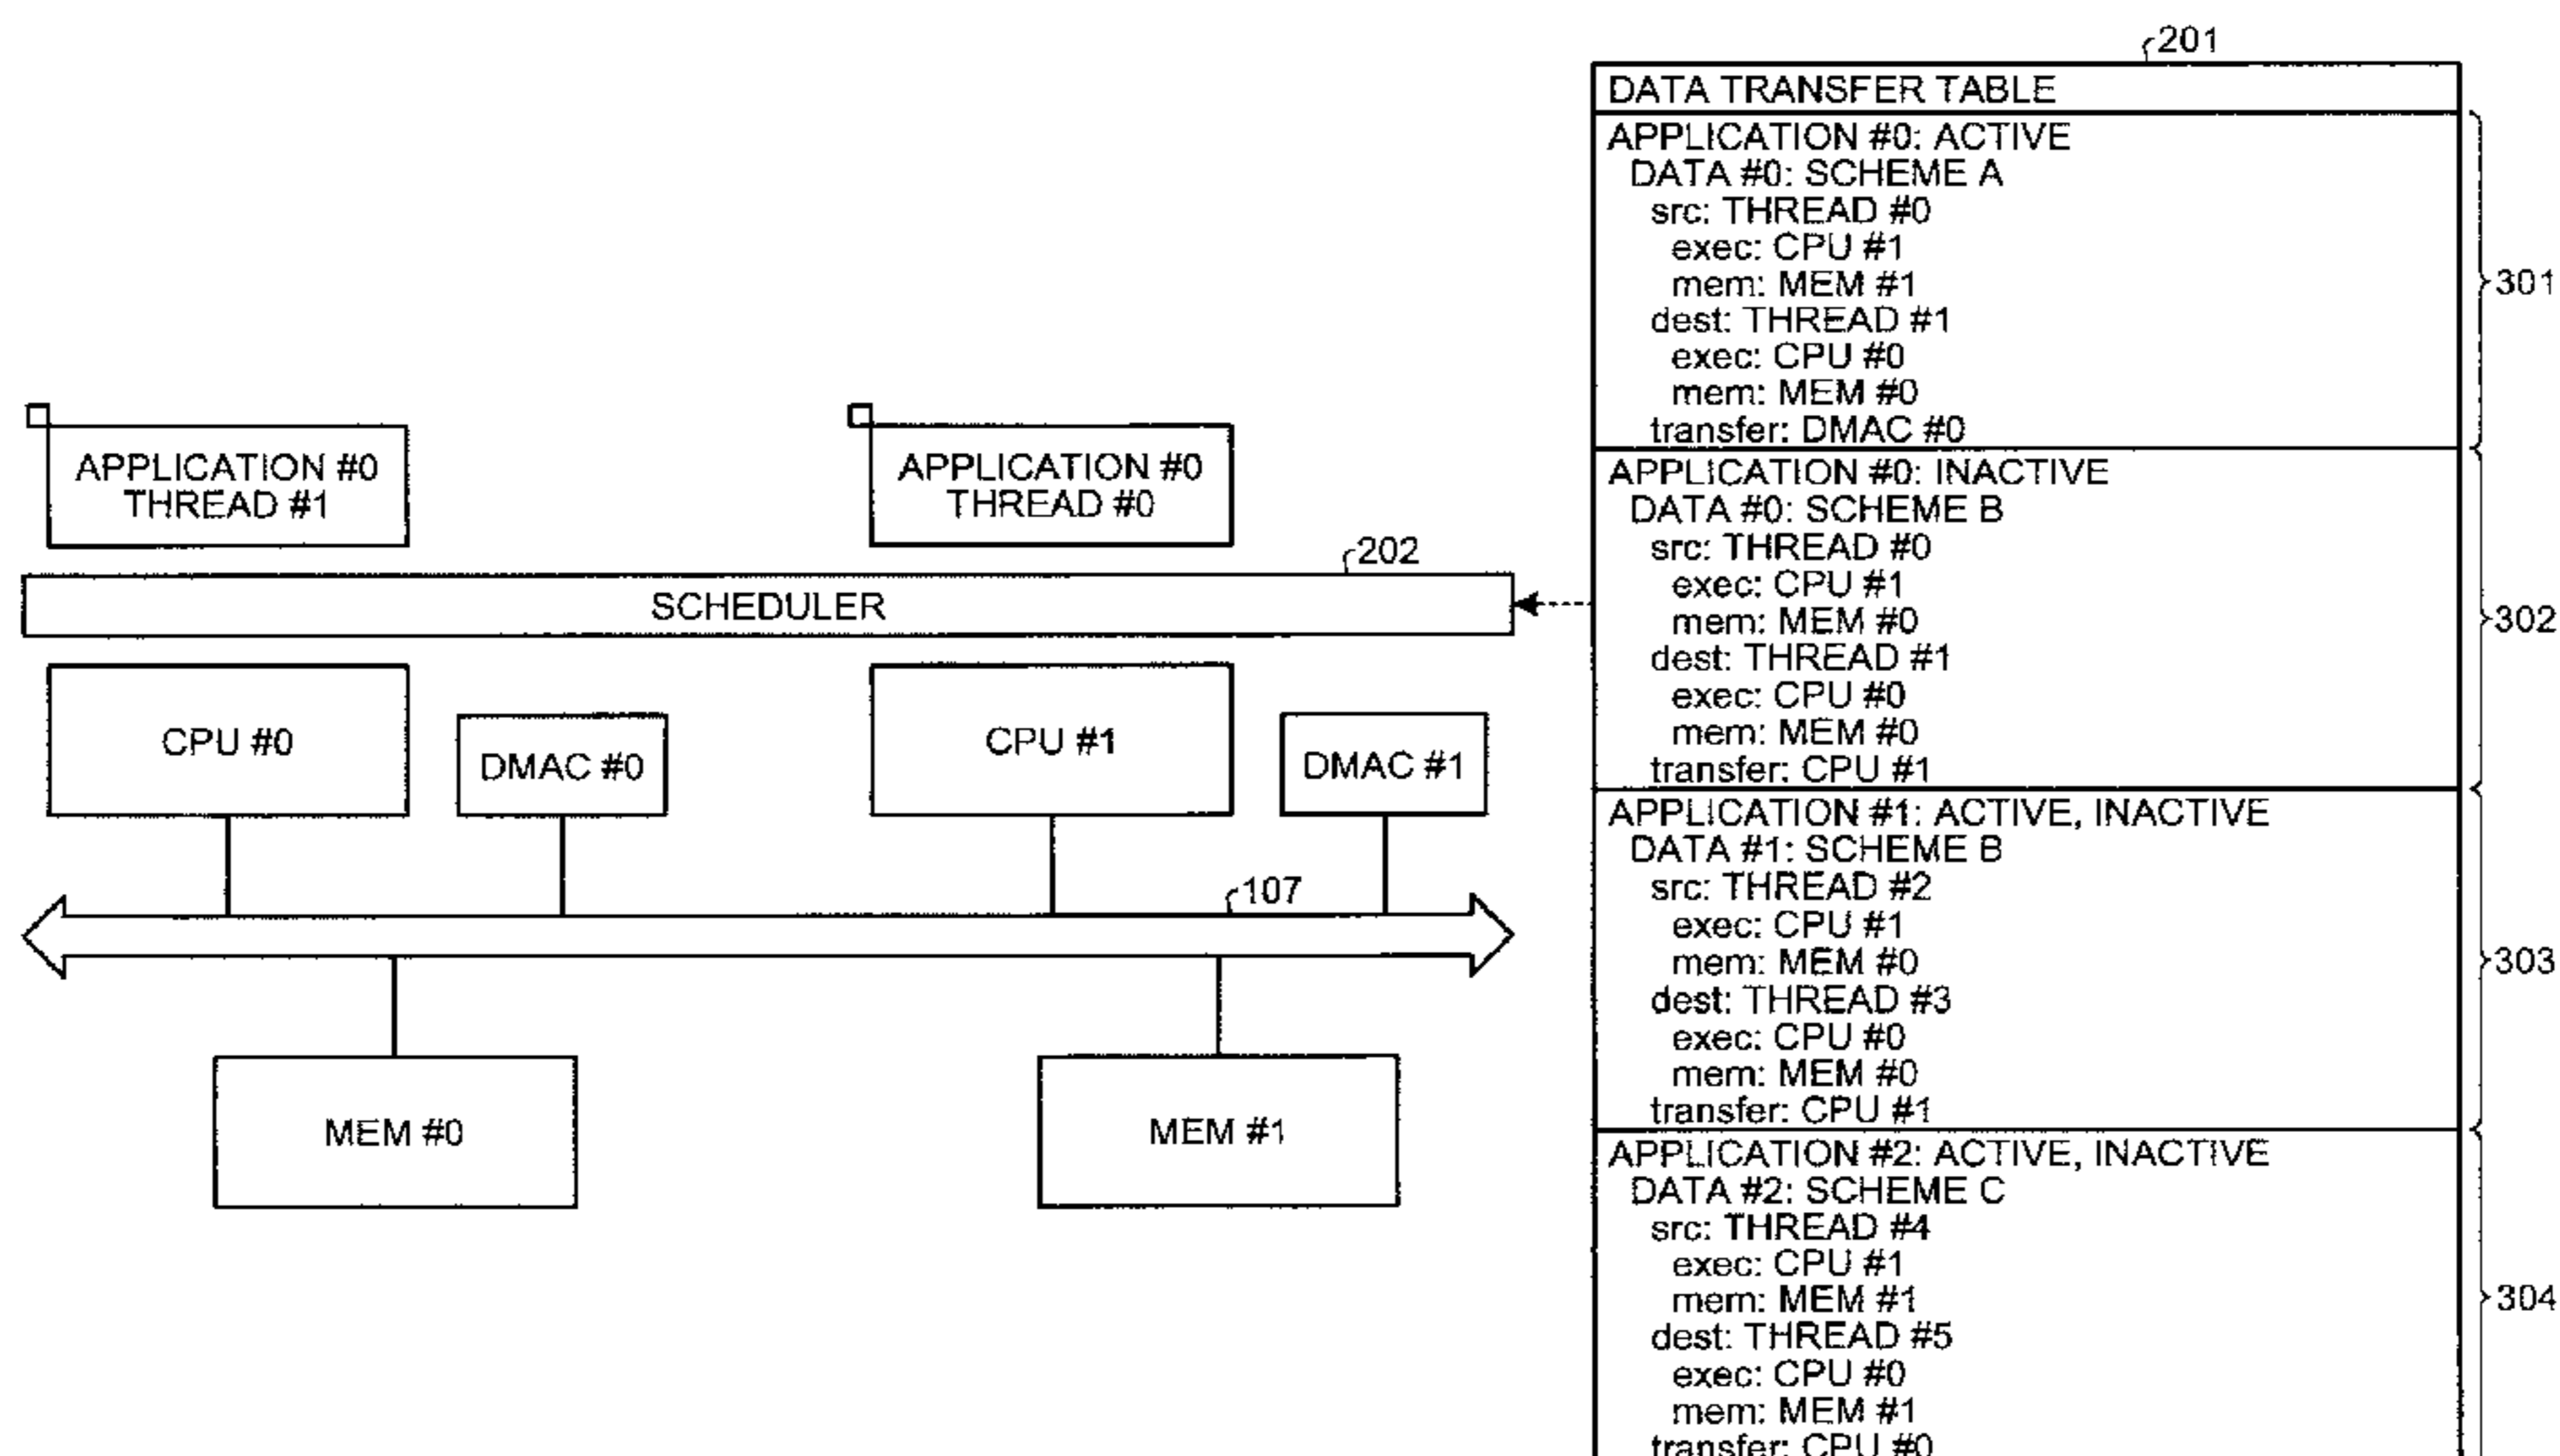 201
DATA TRANSFER TABLE
APPLICATION #0: ACTIVE
DATA #0: SCHEME A
src: THREAD #0
exec: CPU #1
mem: MEM #1
dest: THREAD #1
exec: CPU #0
mem: MEM #0
transfer: DMAC #0
301
APPLICATION #0: INACTIVE
DATA #0: SCHEME B
src: THREAD #0
exec: CPU #1
mem: MEM #0
dest: THREAD #1
exec: CPU #0
mem: MEM #0
transfer: CPU #1
302
APPLICATION #1: ACTIVE, INACTIVE
DATA #1: SCHEME B
src: THREAD #2
exec: CPU #1
mem: MEM #0
dest: THREAD #3
exec: CPU #0
mem: MEM #0
transfer: CPU #1
303
APPLICATION #2: ACTIVE, INACTIVE
DATA #2: SCHEME C
src: THREAD #4
exec: CPU #1
mem: MEM #1
dest: THREAD #5
exec: CPU #0
mem: MEM #1
transfer: CPU #0
304
APPLICATION #0
THREAD #1
APPLICATION #0
THREAD #0
202
SCHEDULER
CPU #0
DMAC #0
CPU #1
DMAC #1
107
MEM #0
MEM #1